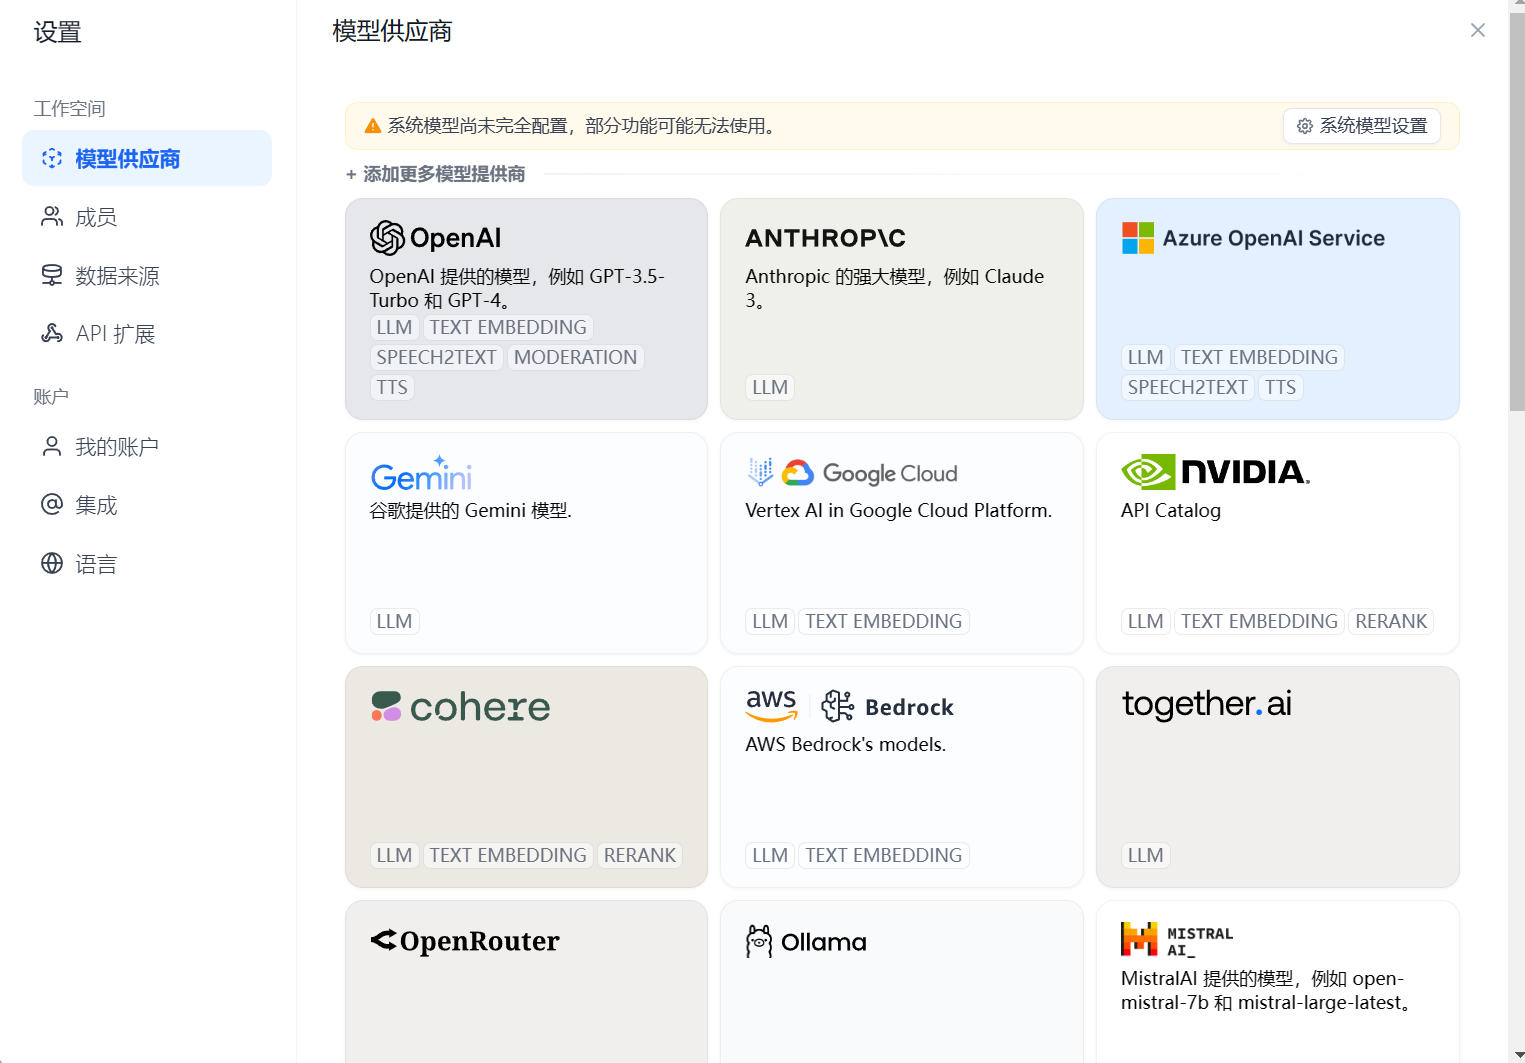 设置
工作空间
模型供应商
成员
数据来源
API 扩展
账户
我的账户
集成
语言
模型供应商
系统模型尚未完全配置，部分功能可能无法使用。
系统模型设置
+ 添加更多模型提供商
OpenAI
OpenAI 提供的模型，例如 GPT-3.5-
Turbo 和 GPT-4。
LLM TEXT EMBEDDING
SPEECH2TEXT MODERATION
TTS
ANTHROP\C
Anthropic 的强大模型，例如 Claude
3。
LLM
Azure OpenAI Service
LLM TEXT EMBEDDING
SPEECH2TEXT TTS
Gemini
谷歌提供的 Gemini 模型.
LLM
Google Cloud
Vertex AI in Google Cloud Platform.
LLM TEXT EMBEDDING
NVIDIA.
API Catalog
LLM TEXT EMBEDDING RERANK
cohere
LLM TEXT EMBEDDING RERANK
aws Bedrock
AWS Bedrock's models.
LLM TEXT EMBEDDING
together.ai
LLM
OpenRouter
Ollama
MISTRAL
AI_
MistralAI 提供的模型，例如 open-
mistral-7b 和 mistral-large-latest。